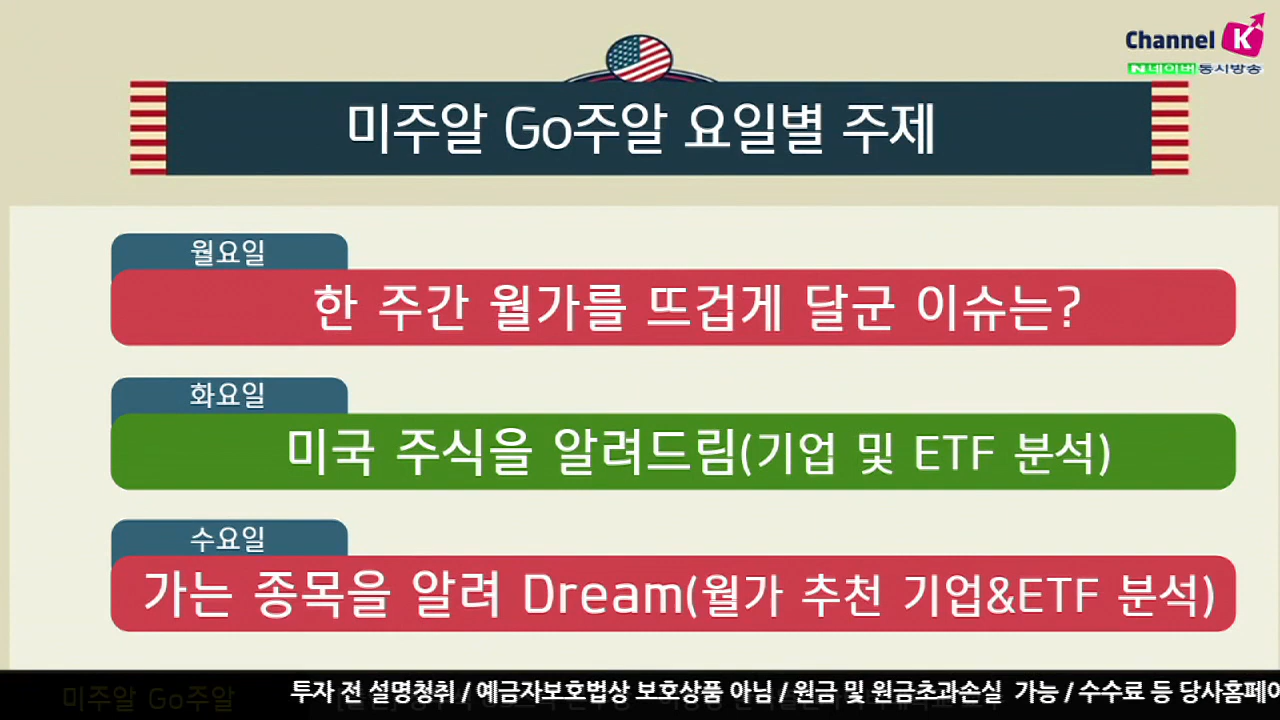 Channel K
N네이버 동시방송
미주알 Go주알 요일별 주제
월요일
한 주간 월가를 뜨겁게 달군 이슈는?
화요일
미국 주식을 알려드림(기업 및 ETF 분석)
수요일
가는 종목을 알려 Dream(월가 추천 기업&ETF 분석)
미주알 Go주알
투자 전 설명청취 / 예금자보호법상 보호상품 아님 / 원금 및 원금초과손실 가능 / 수수료 등 당사홈페이